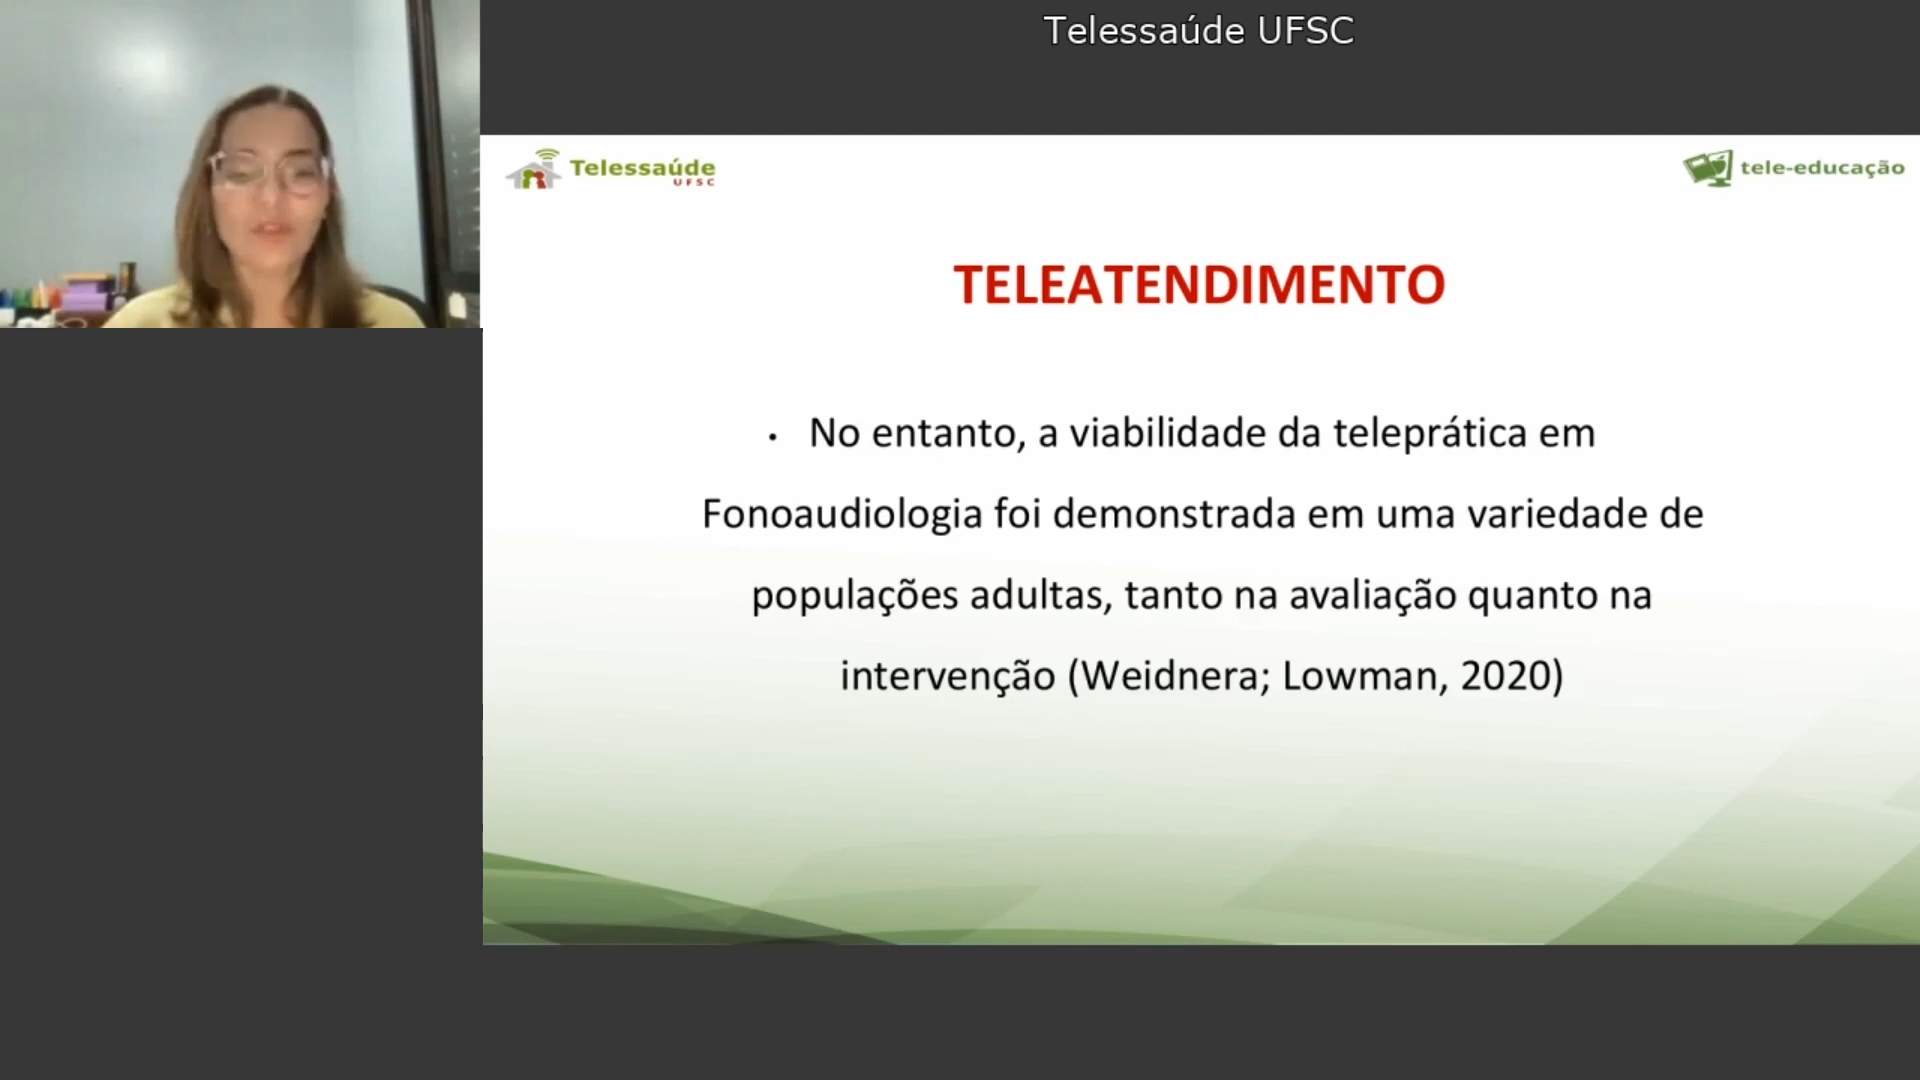 Telessaúde UFSC
Telessaúde
UFSC
tele-educação
TELEATENDIMENTO
• No entanto, a viabilidade da teleprática em
Fonoaudiologia foi demonstrada em uma variedade de
populações adultas, tanto na avaliação quanto na
intervenção (Weidnera; Lowman, 2020)